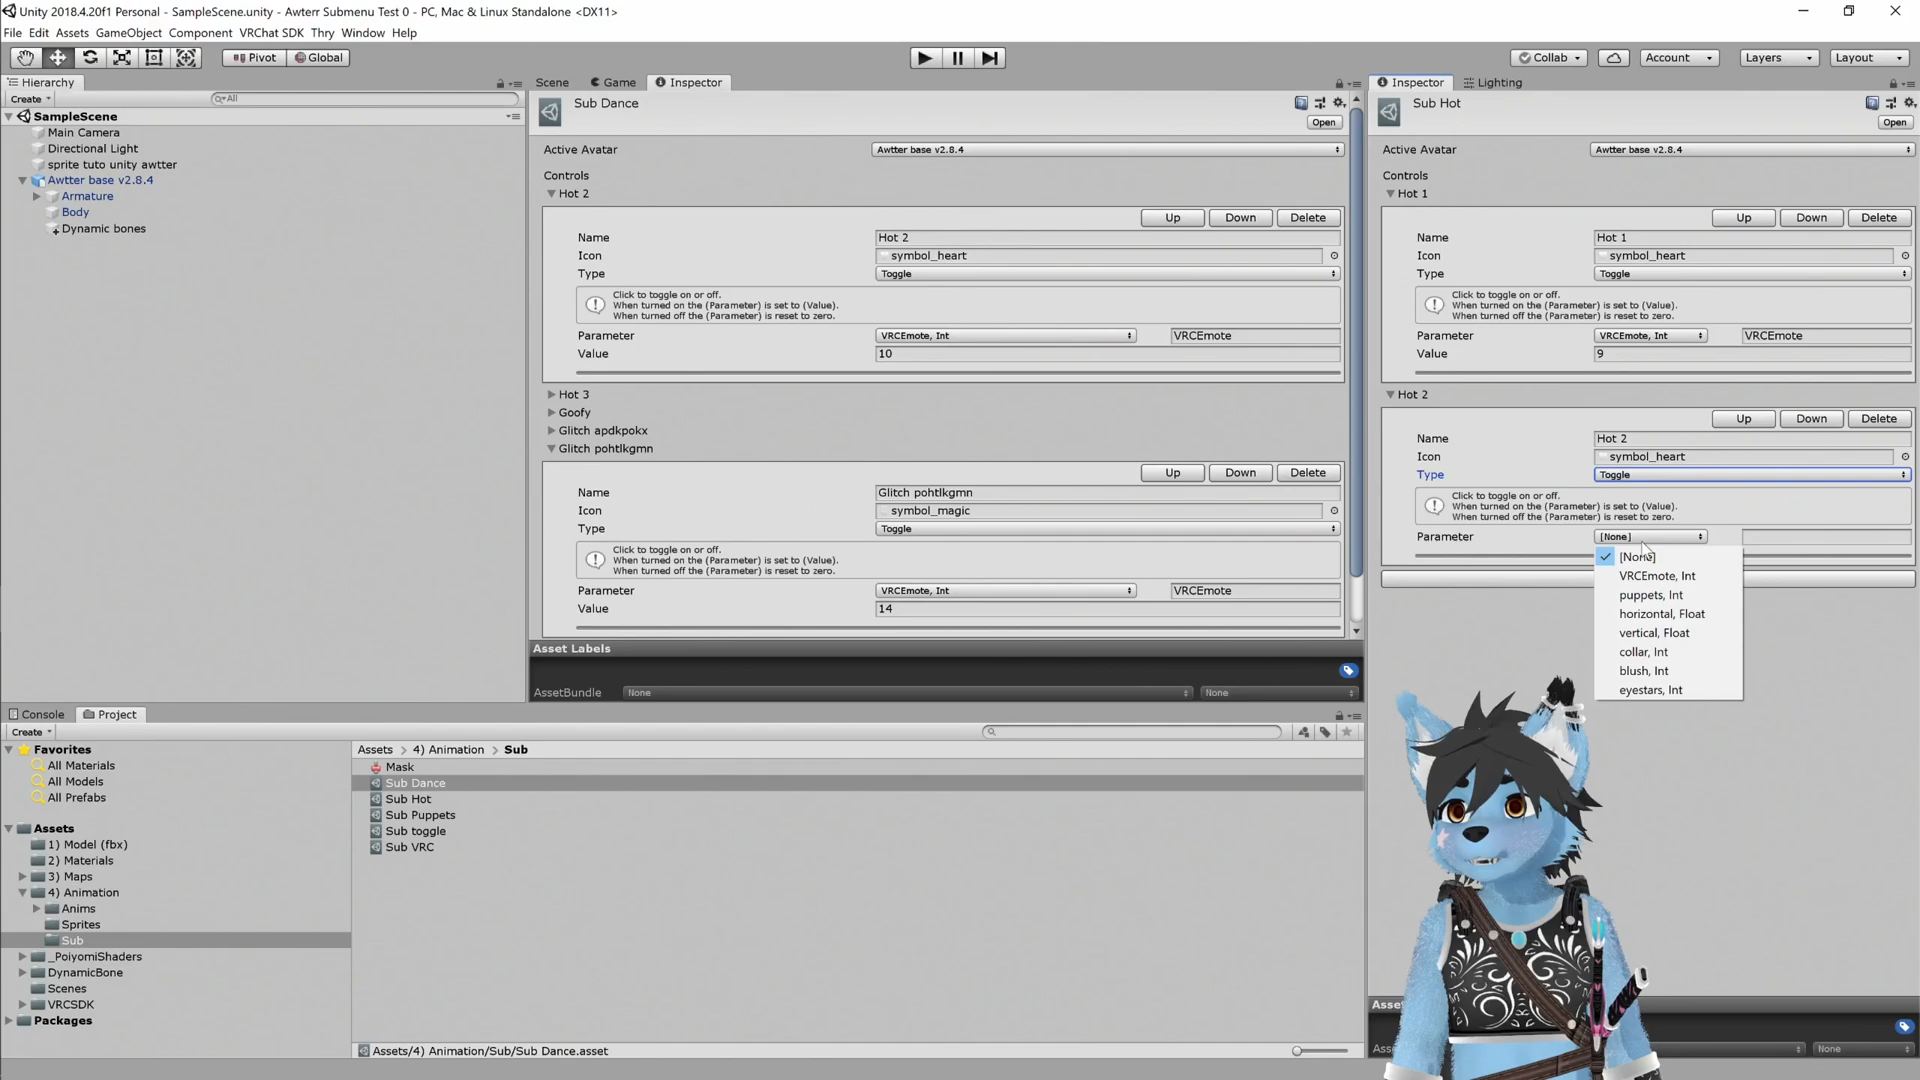 Unity 2018.4.20f1 Personal - SampleScene.unity - Awterr Submenu Test 0 - PC, Mac & Linux Standalone <DX11>
File Edit Assets GameObject Component VRChat SDK Thry Window Help
Pivot Global Collab Account Layers Layout
Hierarchy
Create All
SampleScene
Main Camera
Directional Light
sprite tuto unity awtter
Awtter base v2.8.4
Armature
Body
Dynamic bones
Scene Game Inspector
Sub Dance
Open
Active Avatar Awtter base v2.8.4
Controls
Hot 2
Up Down Delete
Name Hot 2
Icon symbol_heart
Type Toggle
Click to toggle on or off.
When turned on the (Parameter) is set to (Value).
When turned off the (Parameter) is reset to zero.
Parameter VRCEmote, Int VRCEmote
Value 10
Hot 3
Goofy
Glitch apdkpokx
Glitch pohtlkgmn
Up Down Delete
Name Glitch pohtlkgmn
Icon symbol_magic
Type Toggle
Click to toggle on or off.
When turned on the (Parameter) is set to (Value).
When turned off the (Parameter) is reset to zero.
Parameter VRCEmote, Int VRCEmote
Value 14
Asset Labels
AssetBundle None None
Inspector Lighting
Sub Hot
Open
Active Avatar Awtter base v2.8.4
Controls
Hot 1
Up Down Delete
Name Hot 1
Icon symbol_heart
Type Toggle
Click to toggle on or off.
When turned on the (Parameter) is set to (Value).
When turned off the (Parameter) is reset to zero.
Parameter VRCEmote, Int VRCEmote
Value 9
Hot 2
Up Down Delete
Name Hot 2
Icon symbol_heart
Type Toggle
Click to toggle on or off.
When turned on the (Parameter) is set to (Value).
When turned off the (Parameter) is reset to zero.
Parameter [None]
[None]
VRCEmote, Int
puppets, Int
horizontal, Float
vertical, Float
collar, Int
blush, Int
eyestars, Int
None
Console Project
Create
Favorites
All Materials
All Models
All Prefabs
Assets
1) Model (fbx)
2) Materials
3) Maps
4) Animation
Anims
Sprites
Sub
_PoiyomiShaders
DynamicBone
Scenes
VRCSDK
Packages
Assets > 4) Animation > Sub
Mask
Sub Dance
Sub Hot
Sub Puppets
Sub toggle
Sub VRC
Assets/4) Animation/Sub/Sub Dance.asset